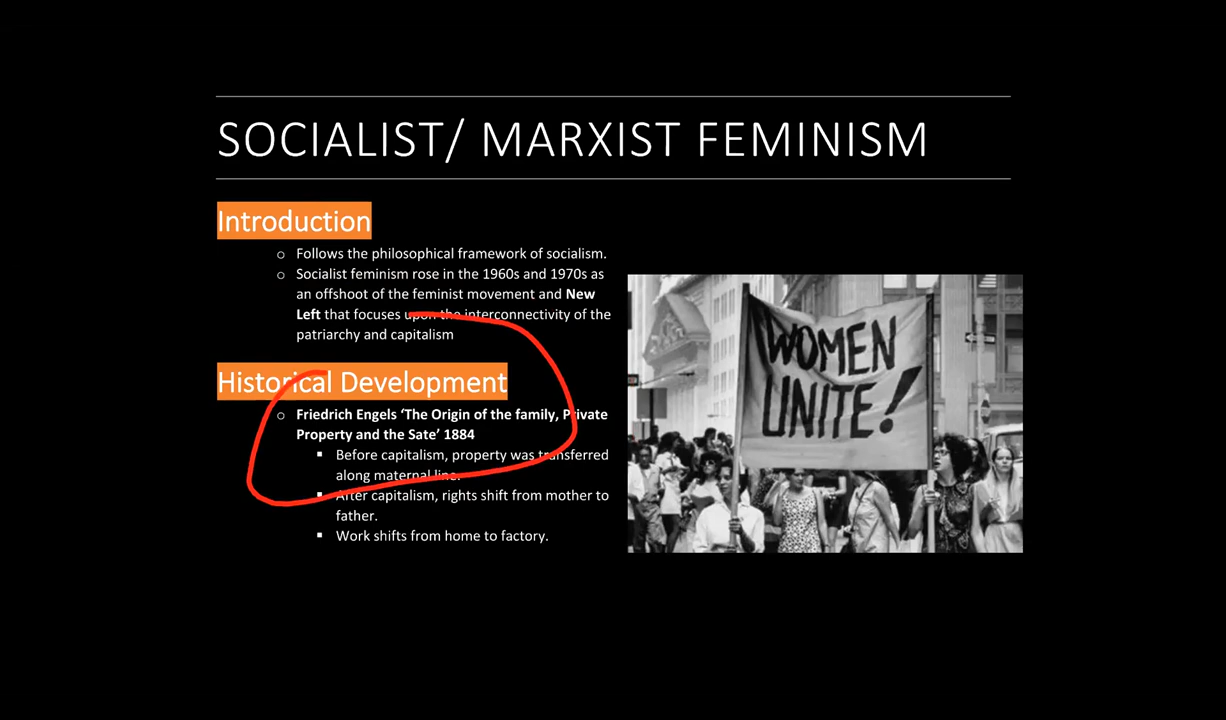 SOCIALIST/ MARXIST FEMINISM
Introduction
o Follows the philosophical framework of socialism.
o Socialist feminism rose in the 1960s and 1970s as
an offshoot of the feminist movement and New
Left that focuses upon the interconnectivity of the
patriarchy and capitalism
Historical Development
o Friedrich Engels ‘The Origin of the family, Private
Property and the Sate’ 1884
▪ Before capitalism, property was transferred
along maternal line.
▪ After capitalism, rights shift from mother to
father.
▪ Work shifts from home to factory.
WOMEN
UNITE!